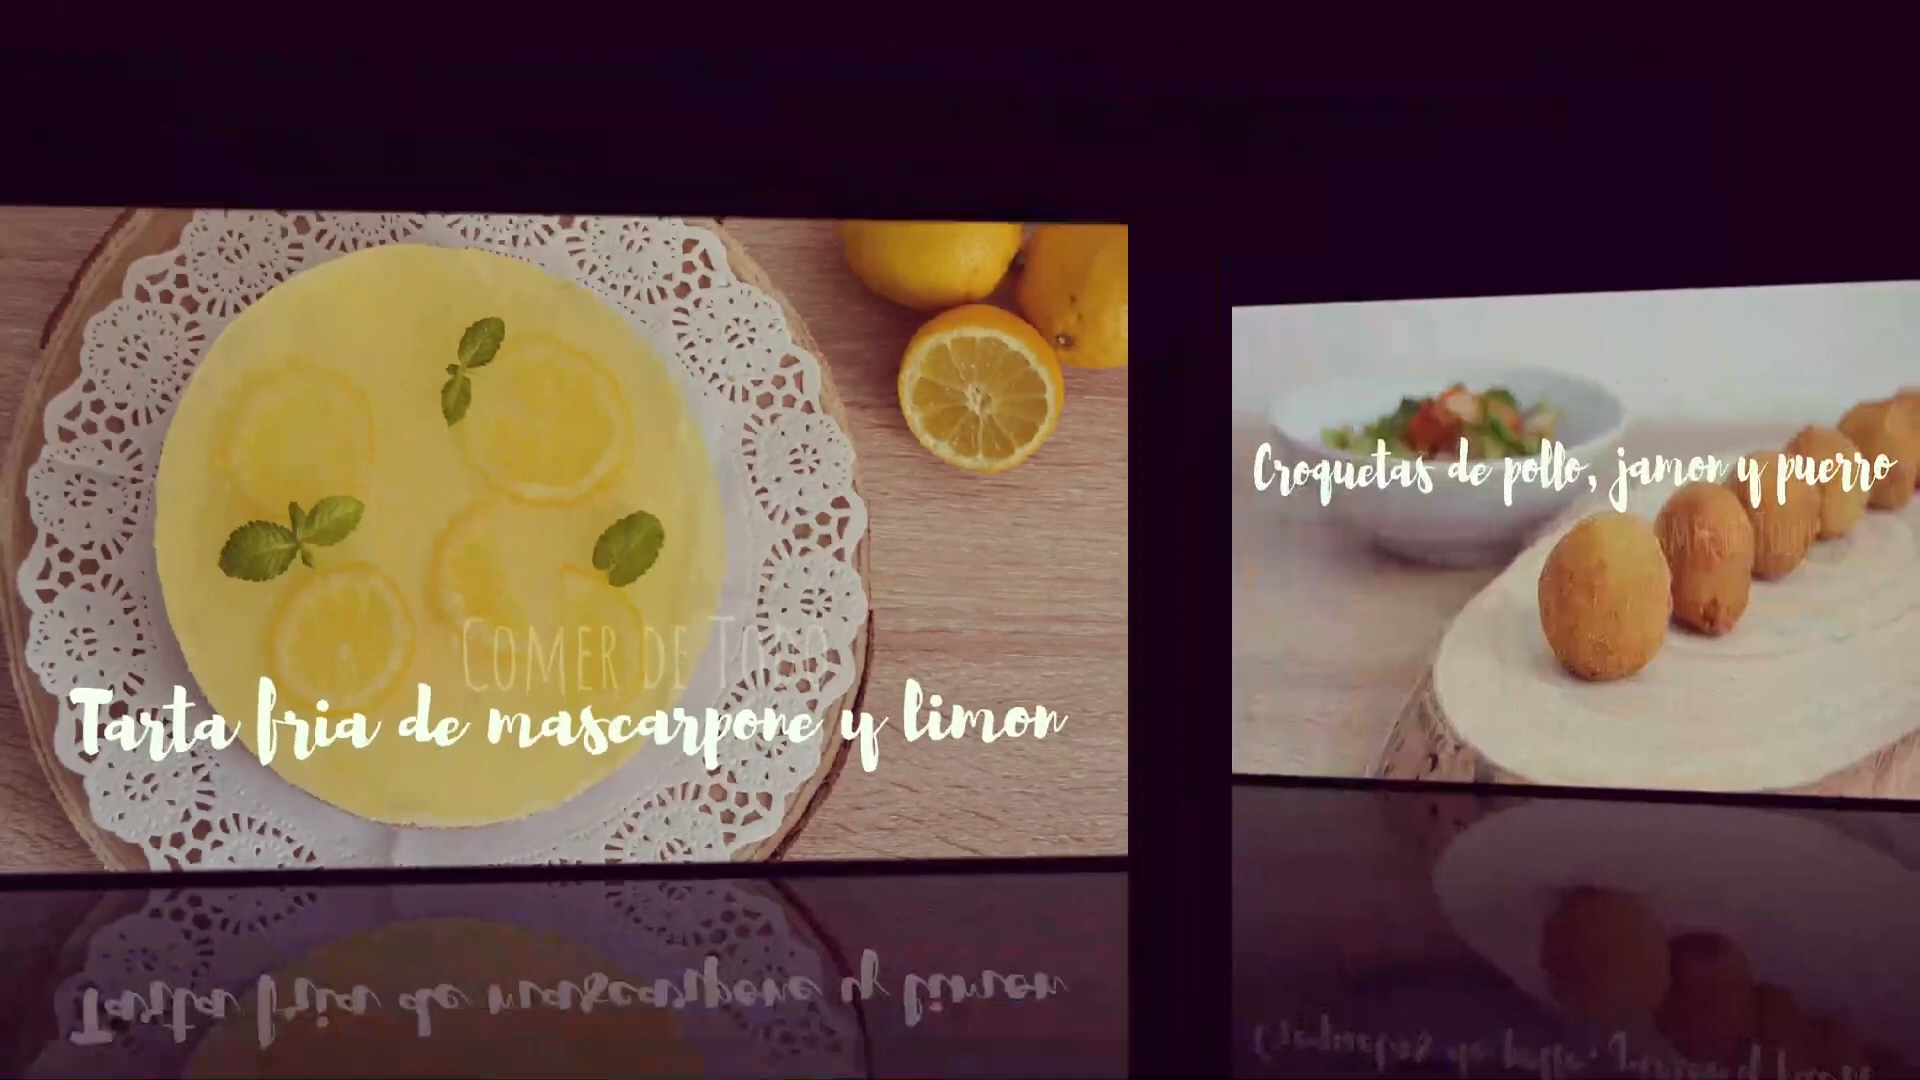 COMER DE TODO
Tarta fria de mascarpone y limon
Croquetas de pollo, jamon y puerro